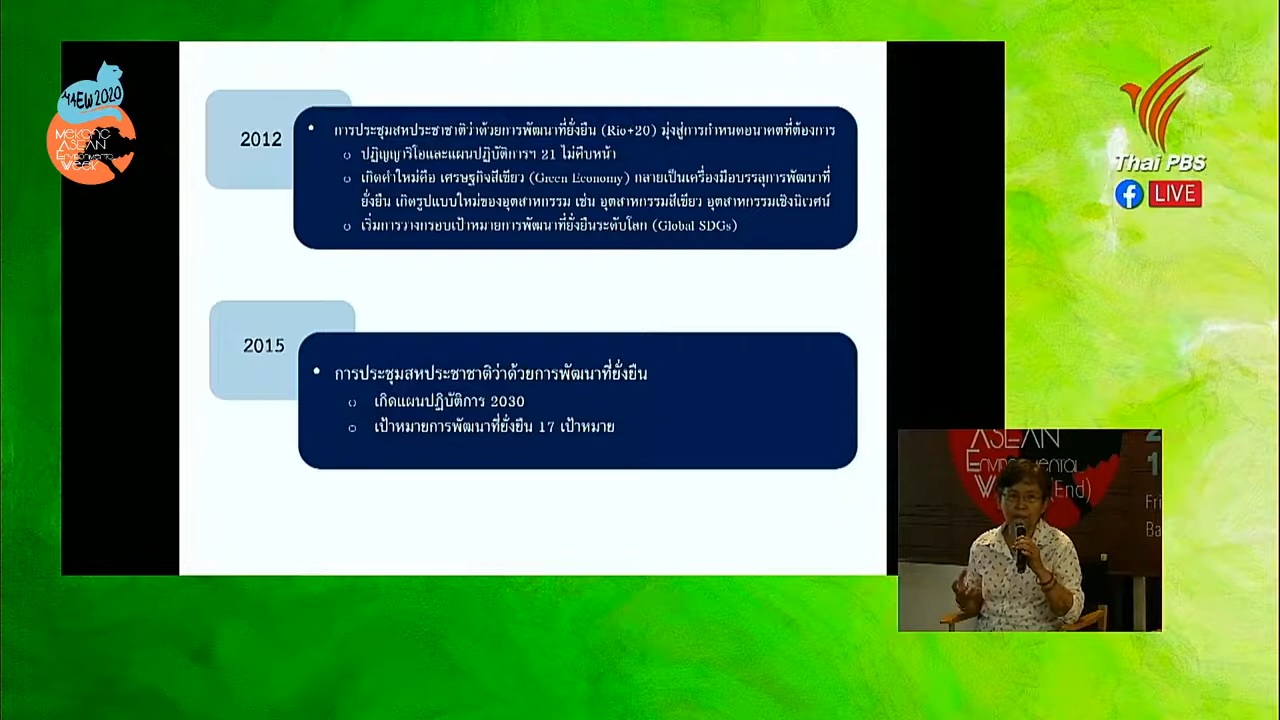 MAEW2020
MEKONG
ASEAN
ENVIRONMENTAL
WEEK
2012
• การประชุมสหประชาชาติว่าด้วยการพัฒนาที่ยั่งยืน (Rio+20) มุ่งสู่การกำหนดอนาคตที่ต้องการ
o ปฏิญญาริโอและแผนปฏิบัติการฯ 21 ไม่คืบหน้า
o เกิดคำใหม่คือ เศรษฐกิจสีเขียว (Green Economy) กลายเป็นเครื่องมือบรรลุการพัฒนาที่
ยั่งยืน เกิดรูปแบบใหม่ของอุตสาหกรรม เช่น อุตสาหกรรมสีเขียว อุตสาหกรรมเชิงนิเวศน์
o เริ่มการวางกรอบเป้าหมายการพัฒนาที่ยั่งยืนระดับโลก (Global SDGs)
2015
• การประชุมสหประชาชาติว่าด้วยการพัฒนาที่ยั่งยืน
o เกิดแผนปฏิบัติการ 2030
o เป้าหมายการพัฒนาที่ยั่งยืน 17 เป้าหมาย
Thai PBS
LIVE
ASEAN
(End)